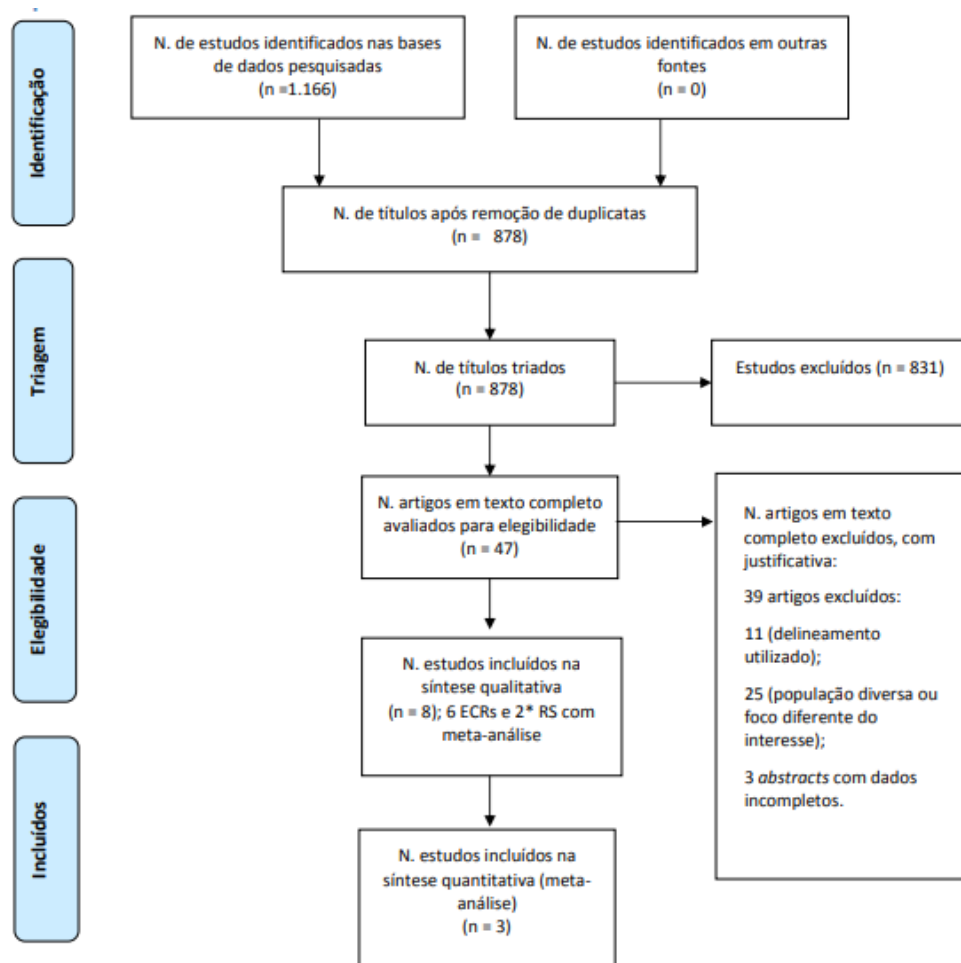 Identificação
N. de estudos identificados nas bases
de dados pesquisadas
(n =1.166)
N. de estudos identificados em outras
fontes
(n = 0)
N. de títulos após remoção de duplicatas
(n = 878)
Triagem
N. de títulos triados
(n = 878)
Estudos excluídos (n = 831)
Elegibilidade
N. artigos em texto completo
avaliados para elegibilidade
(n = 47)
N. artigos em texto
completo excluídos, com
justificativa:
39 artigos excluídos:
11 (delineamento
utilizado);
25 (população diversa ou
foco diferente do
interesse);
3 abstracts com dados
incompletos.
N. estudos incluídos na
síntese qualitativa
(n = 8); 6 ECRs e 2* RS com
meta-análise
Incluídos
N. estudos incluídos na
síntese quantitativa (meta-
análise)
(n = 3)